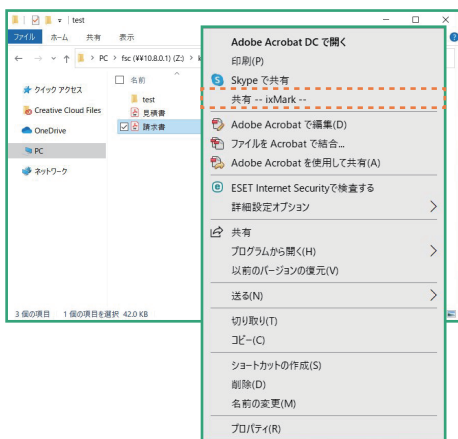 test
ファイル ホーム 共有 表示
PC > fsc (¥¥10.8.0.1) (Z:) >
名前
クイック アクセス
test
Creative Cloud Files
見積書
OneDrive
請求書
PC
ネットワーク
3 個の項目 1 個の項目を選択 42.0 KB
Adobe Acrobat DC で開く
印刷(P)
Skype で共有
共有 -- ixMark --
Adobe Acrobat で編集(D)
ファイルを Acrobat で結合...
Adobe Acrobat を使用して共有(A)
ESET Internet Securityで検査する
詳細設定オプション
共有
プログラムから開く(H)
以前のバージョンの復元(V)
送る(N)
切り取り(T)
コピー(C)
ショートカットの作成(S)
削除(D)
名前の変更(M)
プロパティ(R)